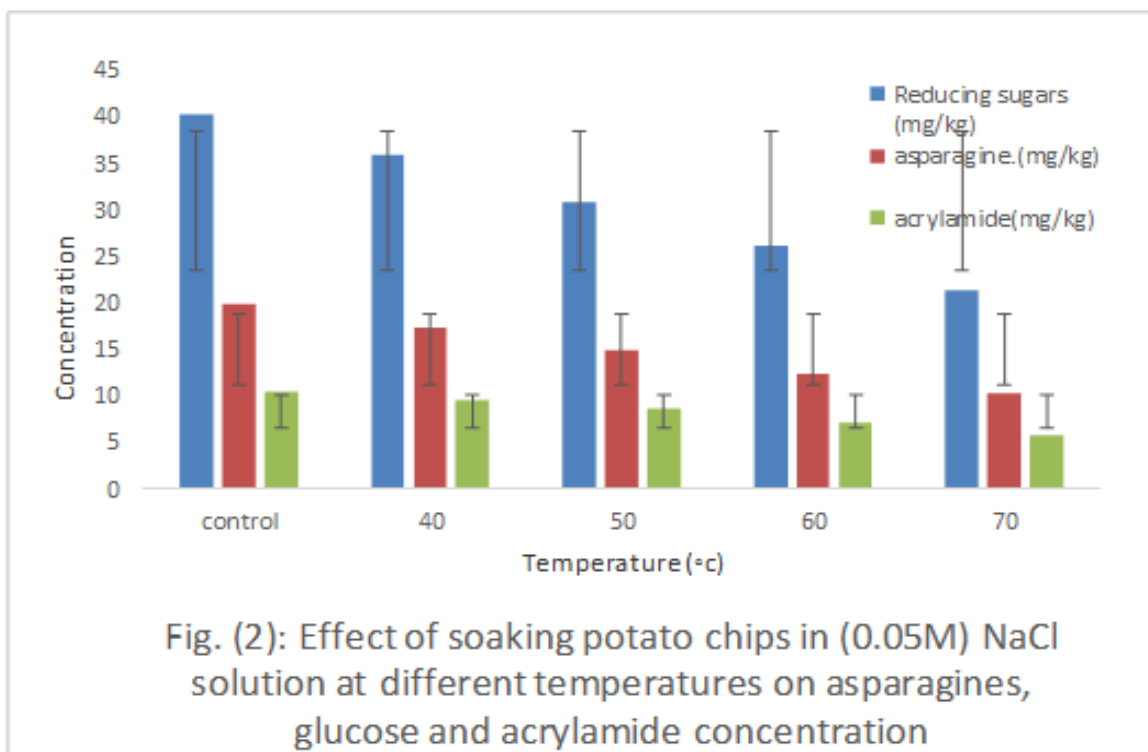 45
40
35
30
25
20
15
10
5
0
Concentration
Reducing sugars
(mg/kg)
asparagine.(mg/kg)
acrylamide(mg/kg)
control 40 50 60 70
Temperature (∘c)
Fig. (2): Effect of soaking potato chips in (0.05M) NaCl
solution at different temperatures on asparagines,
glucose and acrylamide concentration